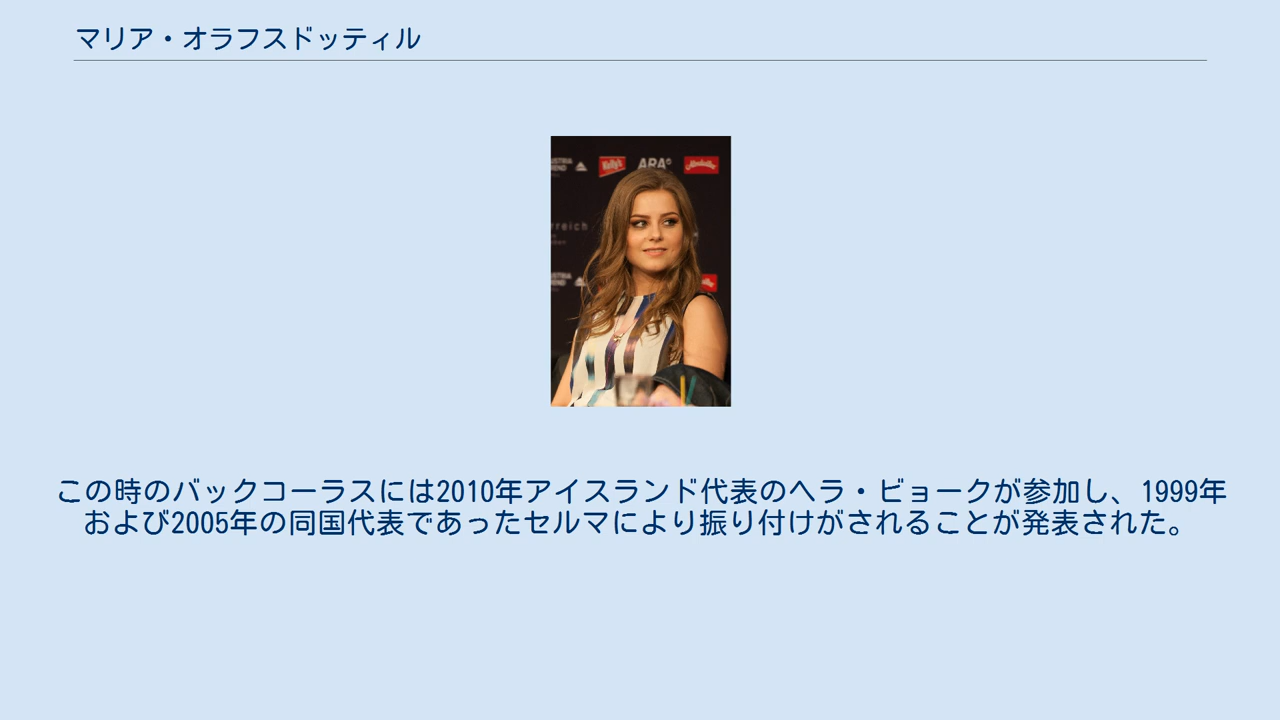 マリア・オラフスドッティル
Kelly's
ARA
rreich
この時のバックコーラスには2010年アイスランド代表のヘラ・ビョークが参加し、1999年
および2005年の同国代表であったセルマにより振り付けがされることが発表された。